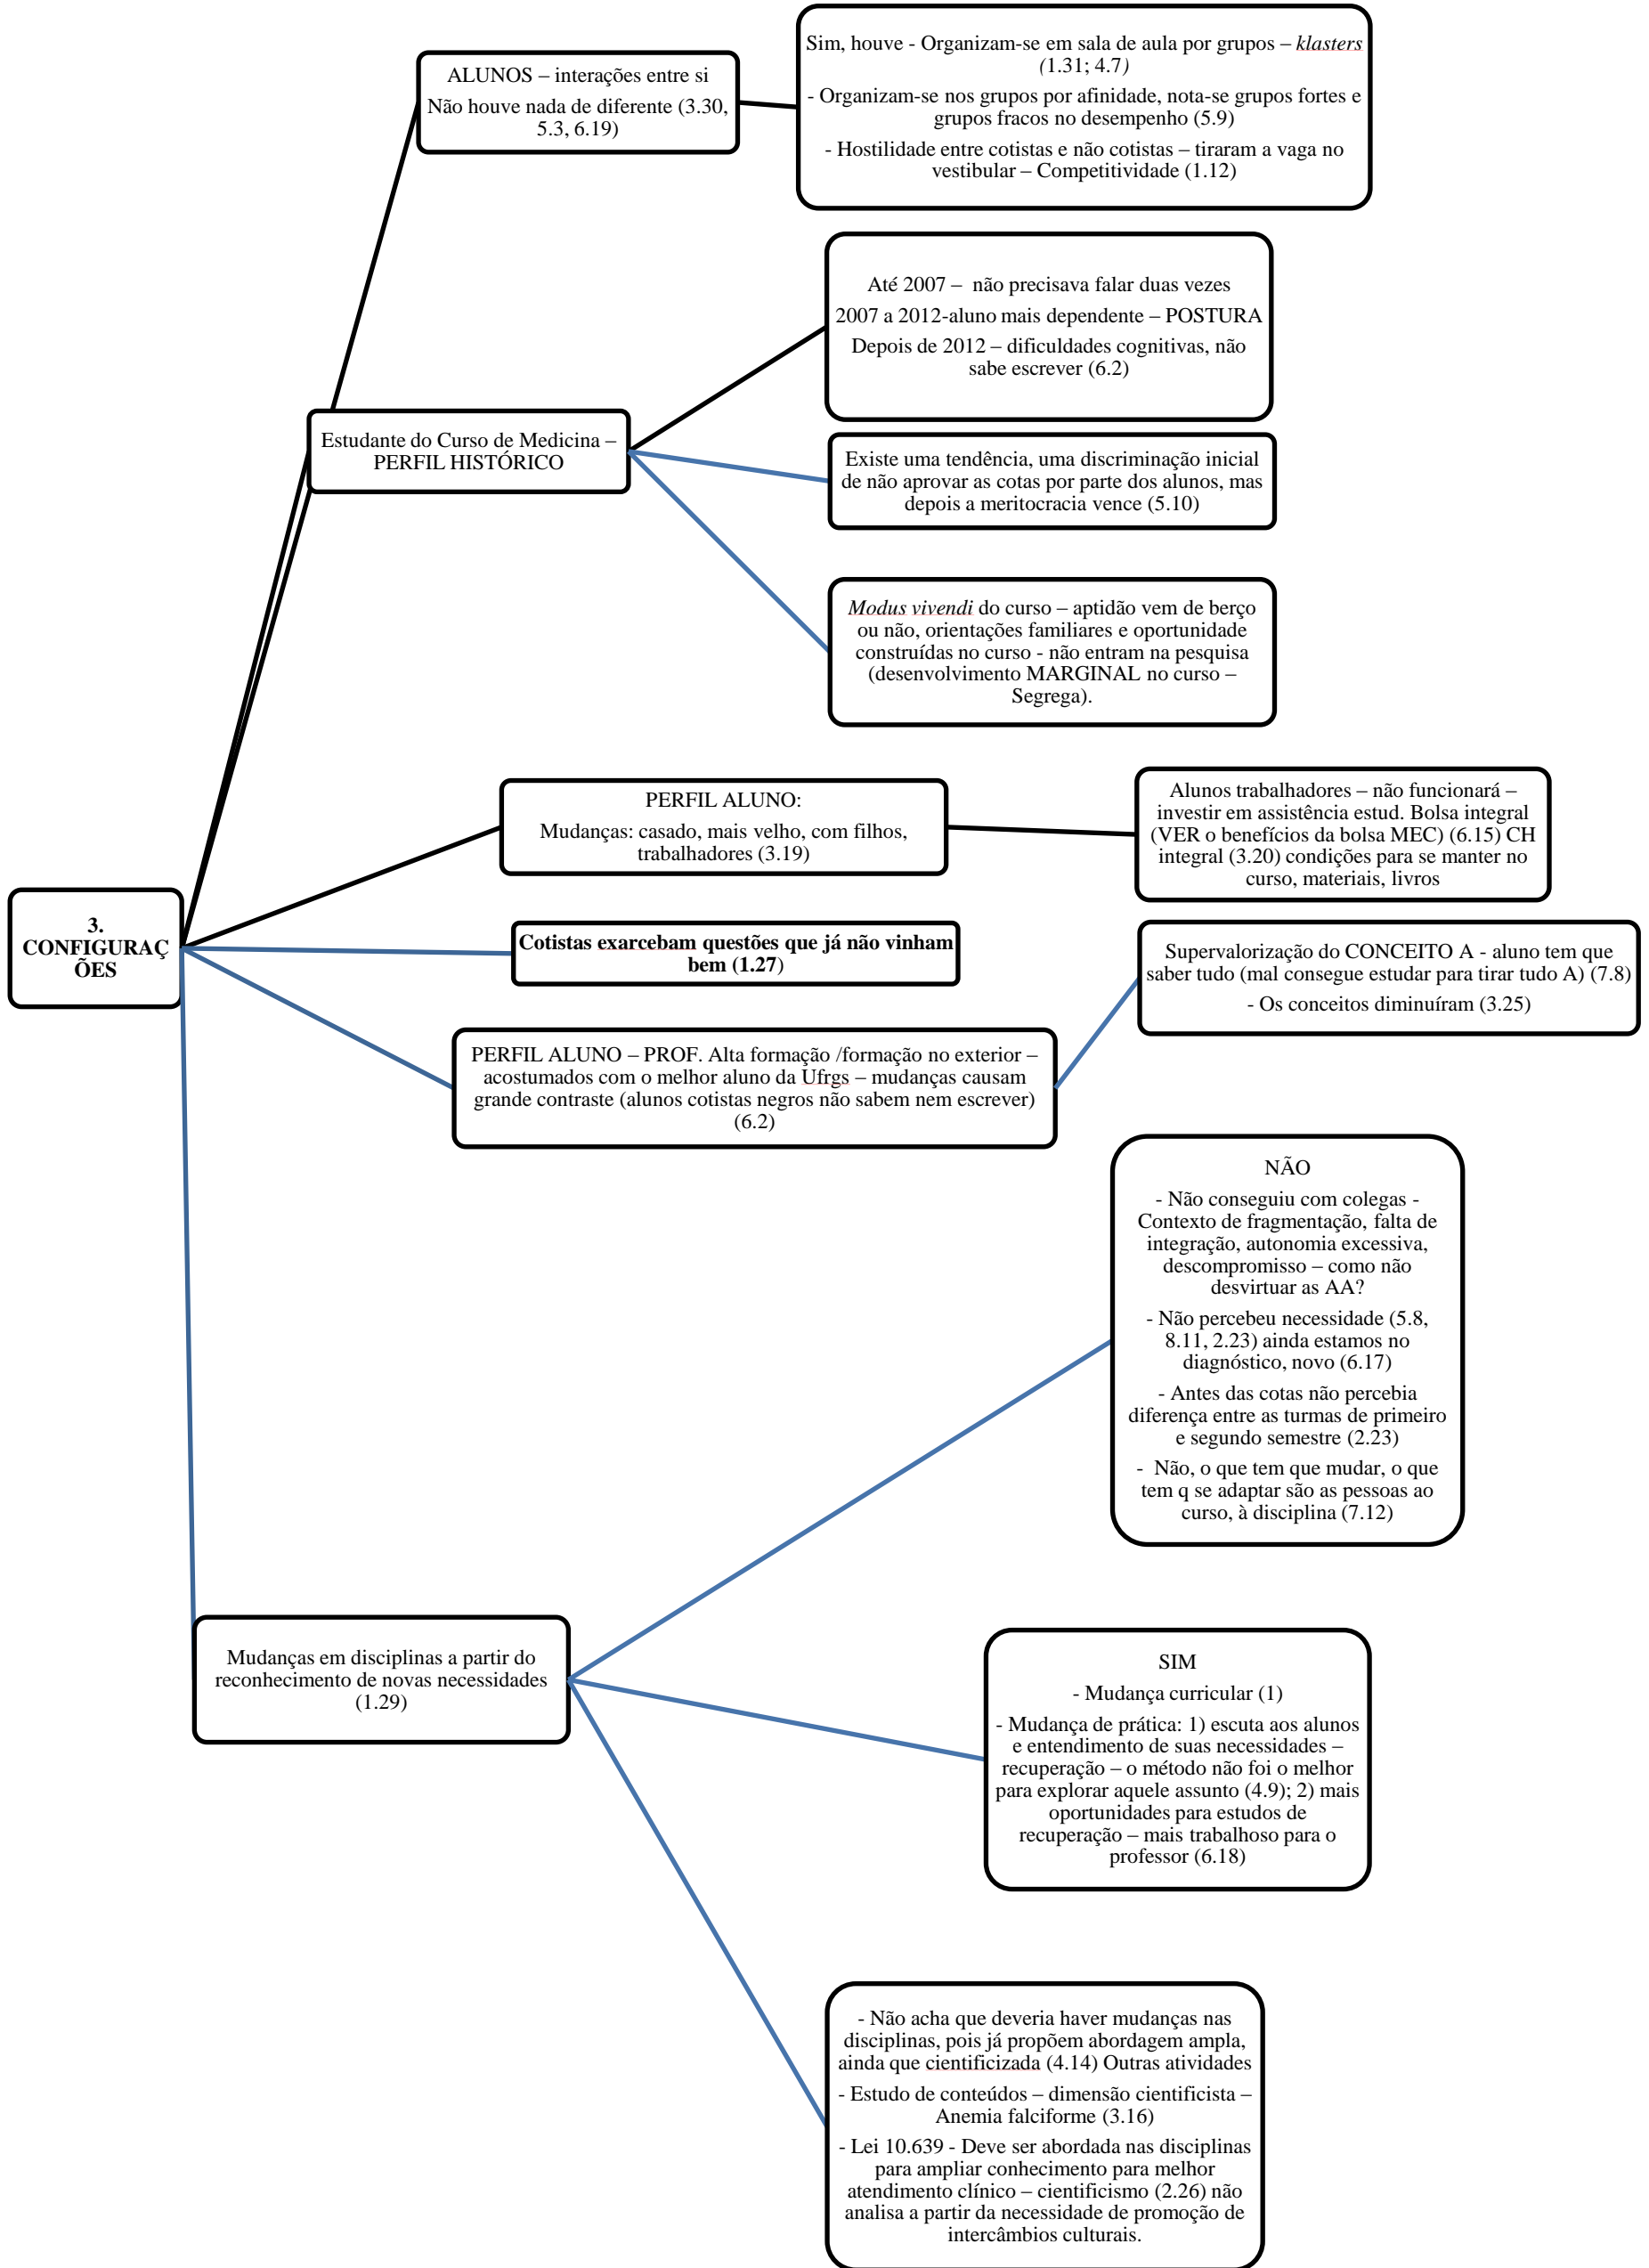 ALUNOS – interações entre si
Não houve nada de diferente (3.30,
5.3, 6.19)
Sim, houve - Organizam-se em sala de aula por grupos – klasters
(1.31; 4.7)
- Organizam-se nos grupos por afinidade, nota-se grupos fortes e
grupos fracos no desempenho (5.9)
- Hostilidade entre cotistas e não cotistas – tiraram a vaga no
vestibular – Competitividade (1.12)
Estudante do Curso de Medicina –
PERFIL HISTÓRICO
Até 2007 – não precisava falar duas vezes
2007 a 2012-aluno mais dependente – POSTURA
Depois de 2012 – dificuldades cognitivas, não
sabe escrever (6.2)
Existe uma tendência, uma discriminação inicial
de não aprovar as cotas por parte dos alunos, mas
depois a meritocracia vence (5.10)
Modus vivendi do curso – aptidão vem de berço
ou não, orientações familiares e oportunidade
construídas no curso - não entram na pesquisa
(desenvolvimento MARGINAL no curso –
Segrega).
3.
CONFIGURAÇ
ÕES
PERFIL ALUNO:
Mudanças: casado, mais velho, com filhos,
trabalhadores (3.19)
Alunos trabalhadores – não funcionará –
investir em assistência estud. Bolsa integral
(VER o benefícios da bolsa MEC) (6.15) CH
integral (3.20) condições para se manter no
curso, materiais, livros
Cotistas exarcebam questões que já não vinham
bem (1.27)
PERFIL ALUNO – PROF. Alta formação /formação no exterior –
acostumados com o melhor aluno da Ufrgs – mudanças causam
grande contraste (alunos cotistas negros não sabem nem escrever)
(6.2)
Supervalorização do CONCEITO A - aluno tem que
saber tudo (mal consegue estudar para tirar tudo A) (7.8)
- Os conceitos diminuíram (3.25)
Mudanças em disciplinas a partir do
reconhecimento de novas necessidades
(1.29)
NÃO
- Não conseguiu com colegas -
Contexto de fragmentação, falta de
integração, autonomia excessiva,
descompromisso – como não
desvirtuar as AA?
- Não percebeu necessidade (5.8,
8.11, 2.23) ainda estamos no
diagnóstico, novo (6.17)
- Antes das cotas não percebia
diferença entre as turmas de primeiro
e segundo semestre (2.23)
- Não, o que tem que mudar, o que
tem q se adaptar são as pessoas ao
curso, à disciplina (7.12)
SIM
- Mudança curricular (1)
- Mudança de prática: 1) escuta aos alunos
e entendimento de suas necessidades –
recuperação – o método não foi o melhor
para explorar aquele assunto (4.9); 2) mais
oportunidades para estudos de
recuperação – mais trabalhoso para o
professor (6.18)
- Não acha que deveria haver mudanças nas
disciplinas, pois já propõem abordagem ampla,
ainda que cientificizada (4.14) Outras atividades
- Estudo de conteúdos – dimensão cientificista –
Anemia falciforme (3.16)
- Lei 10.639 - Deve ser abordada nas disciplinas
para ampliar conhecimento para melhor
atendimento clínico – cientificismo (2.26) não
analisa a partir da necessidade de promoção de
intercâmbios culturais.